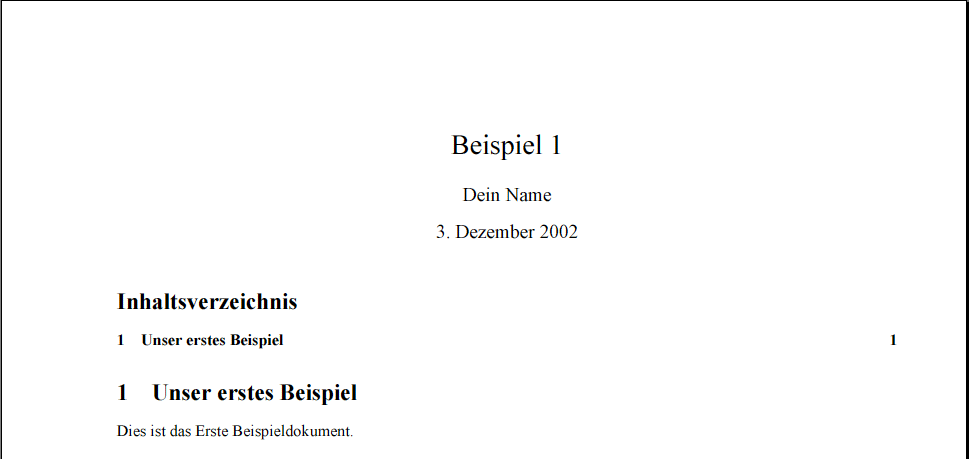 Beispiel 1
Dein Name
3. Dezember 2002
Inhaltsverzeichnis
1 Unser erstes Beispiel 1
1 Unser erstes Beispiel
Dies ist das Erste Beispieldokument.